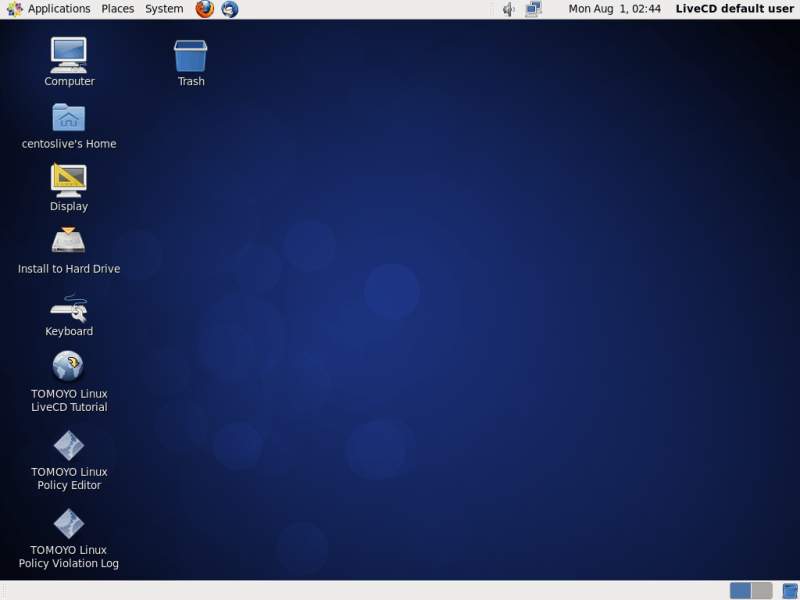 Applications Places System
Mon Aug 1, 02:44 LiveCD default user
Computer
Trash
centoslive's Home
Display
Install to Hard Drive
Keyboard
TOMOYO Linux
LiveCD Tutorial
TOMOYO Linux
Policy Editor
TOMOYO Linux
Policy Violation Log